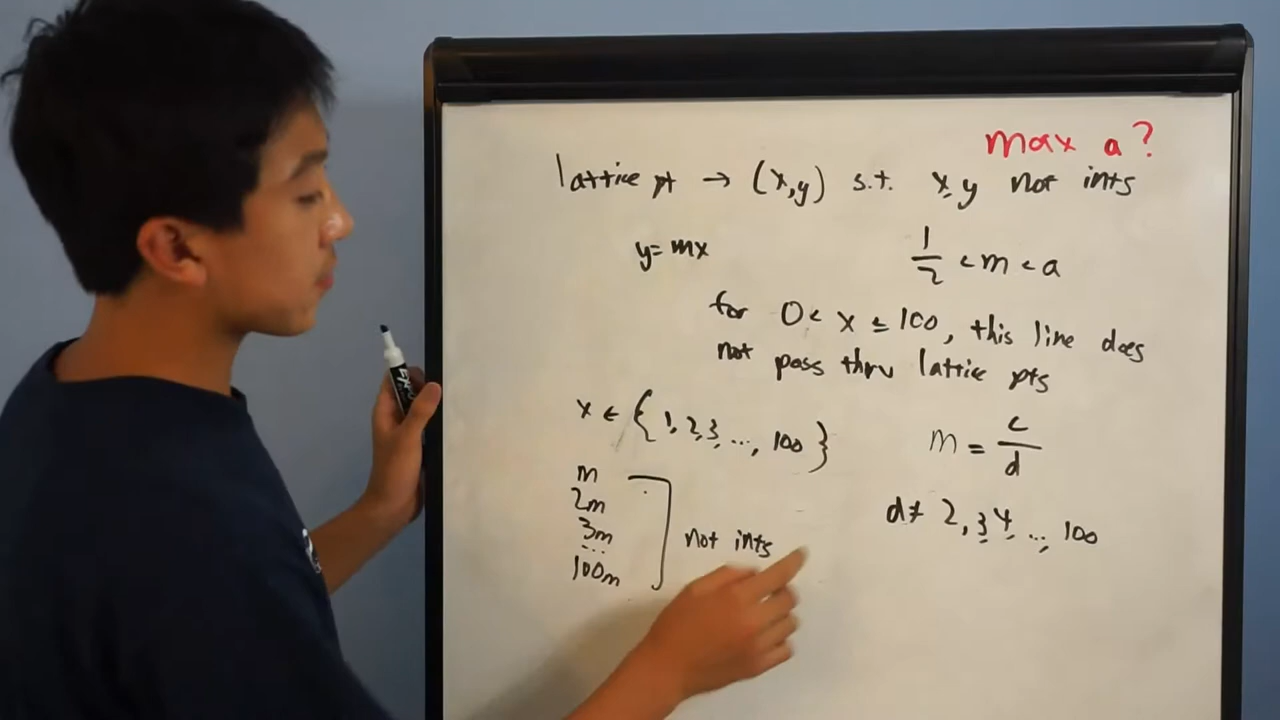 max a?
lattice pt → (x,y) s.t. x,y not ints
y=mx
1/2 < m < a
for 0 < x ≤ 100, this line does
not pass thru lattice pts
x ∈ {1, 2, 3, ..., 100}
m = c/d
m
2m
3m
...
100m
not ints
d ≠ 2, 3, 4, ..., 100